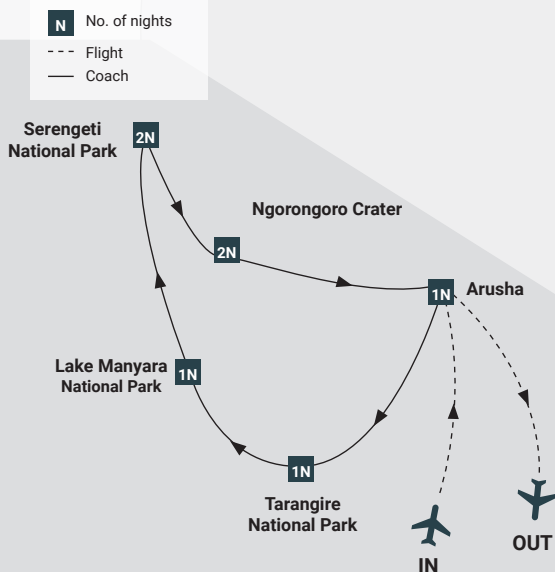 N No. of nights
Flight
Coach
Serengeti
National Park
2N
Ngorongoro Crater
2N
1N
Arusha
Lake Manyara
National Park
1N
1N
Tarangire
National Park
IN
OUT